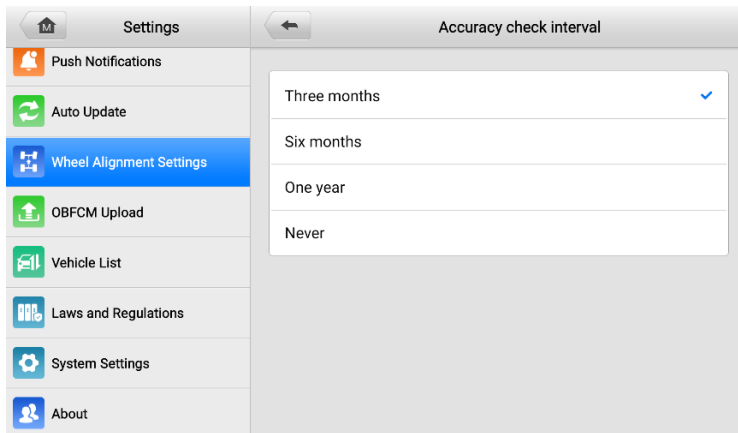 M
Settings
Accuracy check interval
Push Notifications
Auto Update
Wheel Alignment Settings
OBFCM Upload
Vehicle List
Laws and Regulations
System Settings
About
Three months
Six months
One year
Never